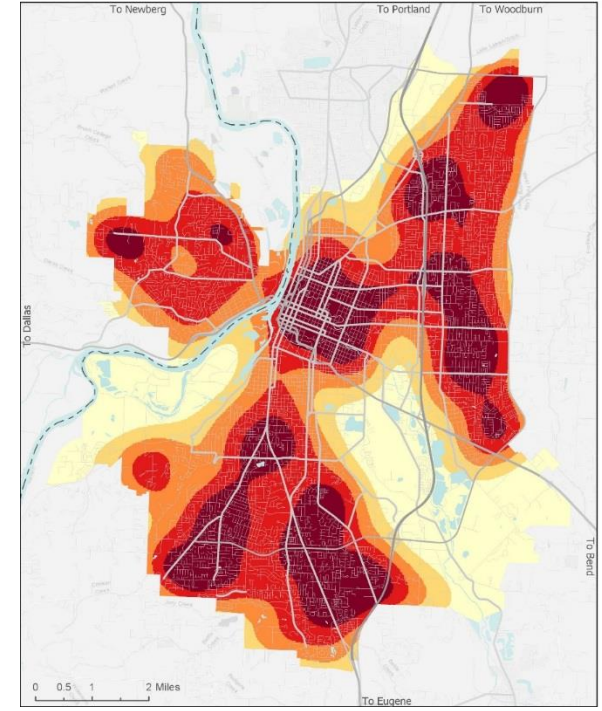 To Newberg
To Portland
To Woodburn
To Dallas
To Bend
0 0.5 1 2 Miles
To Eugene